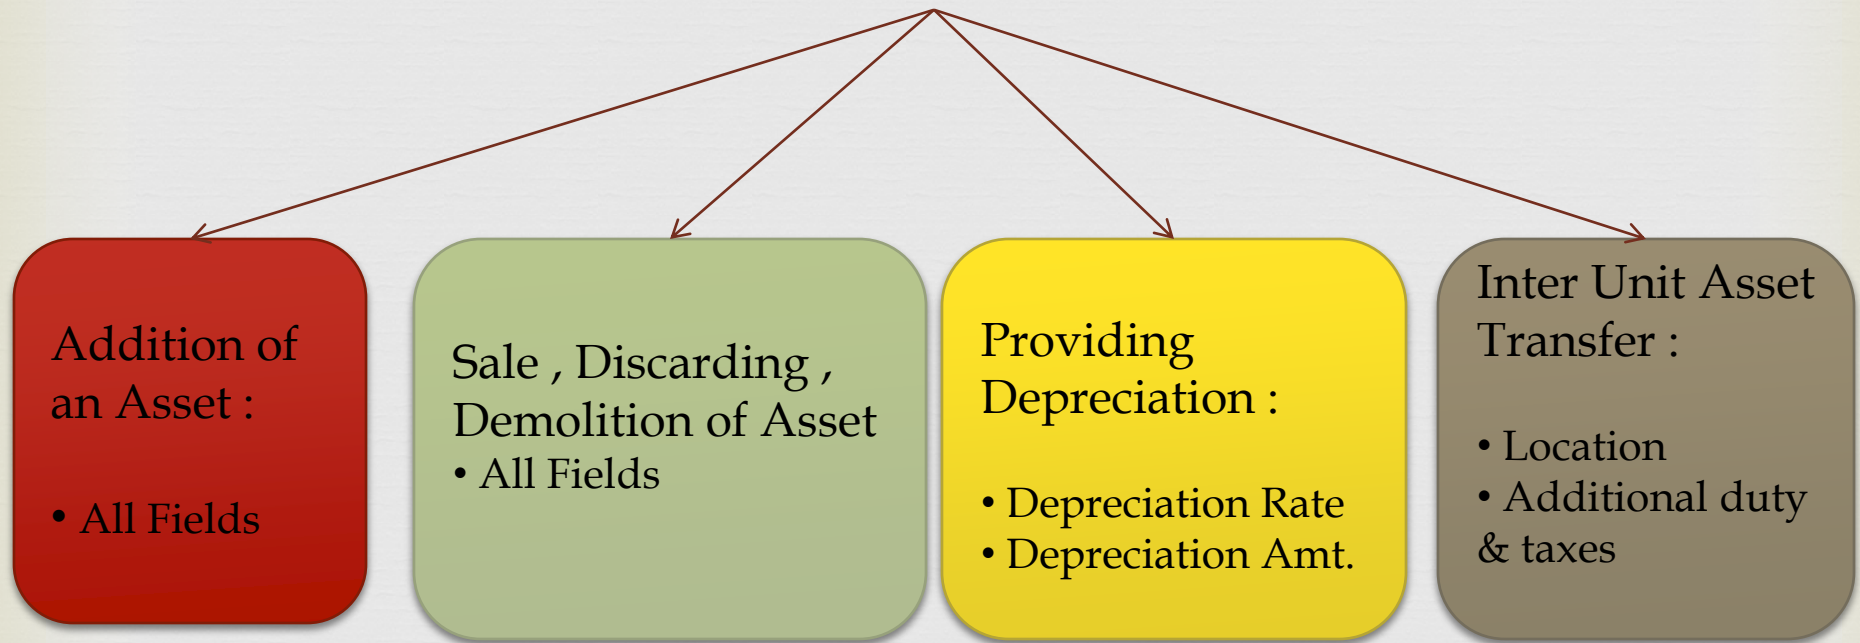 Addition of
an Asset :
• All Fields
Sale , Discarding ,
Demolition of Asset
• All Fields
Providing
Depreciation :
• Depreciation Rate
• Depreciation Amt.
Inter Unit Asset
Transfer :
• Location
• Additional duty
& taxes